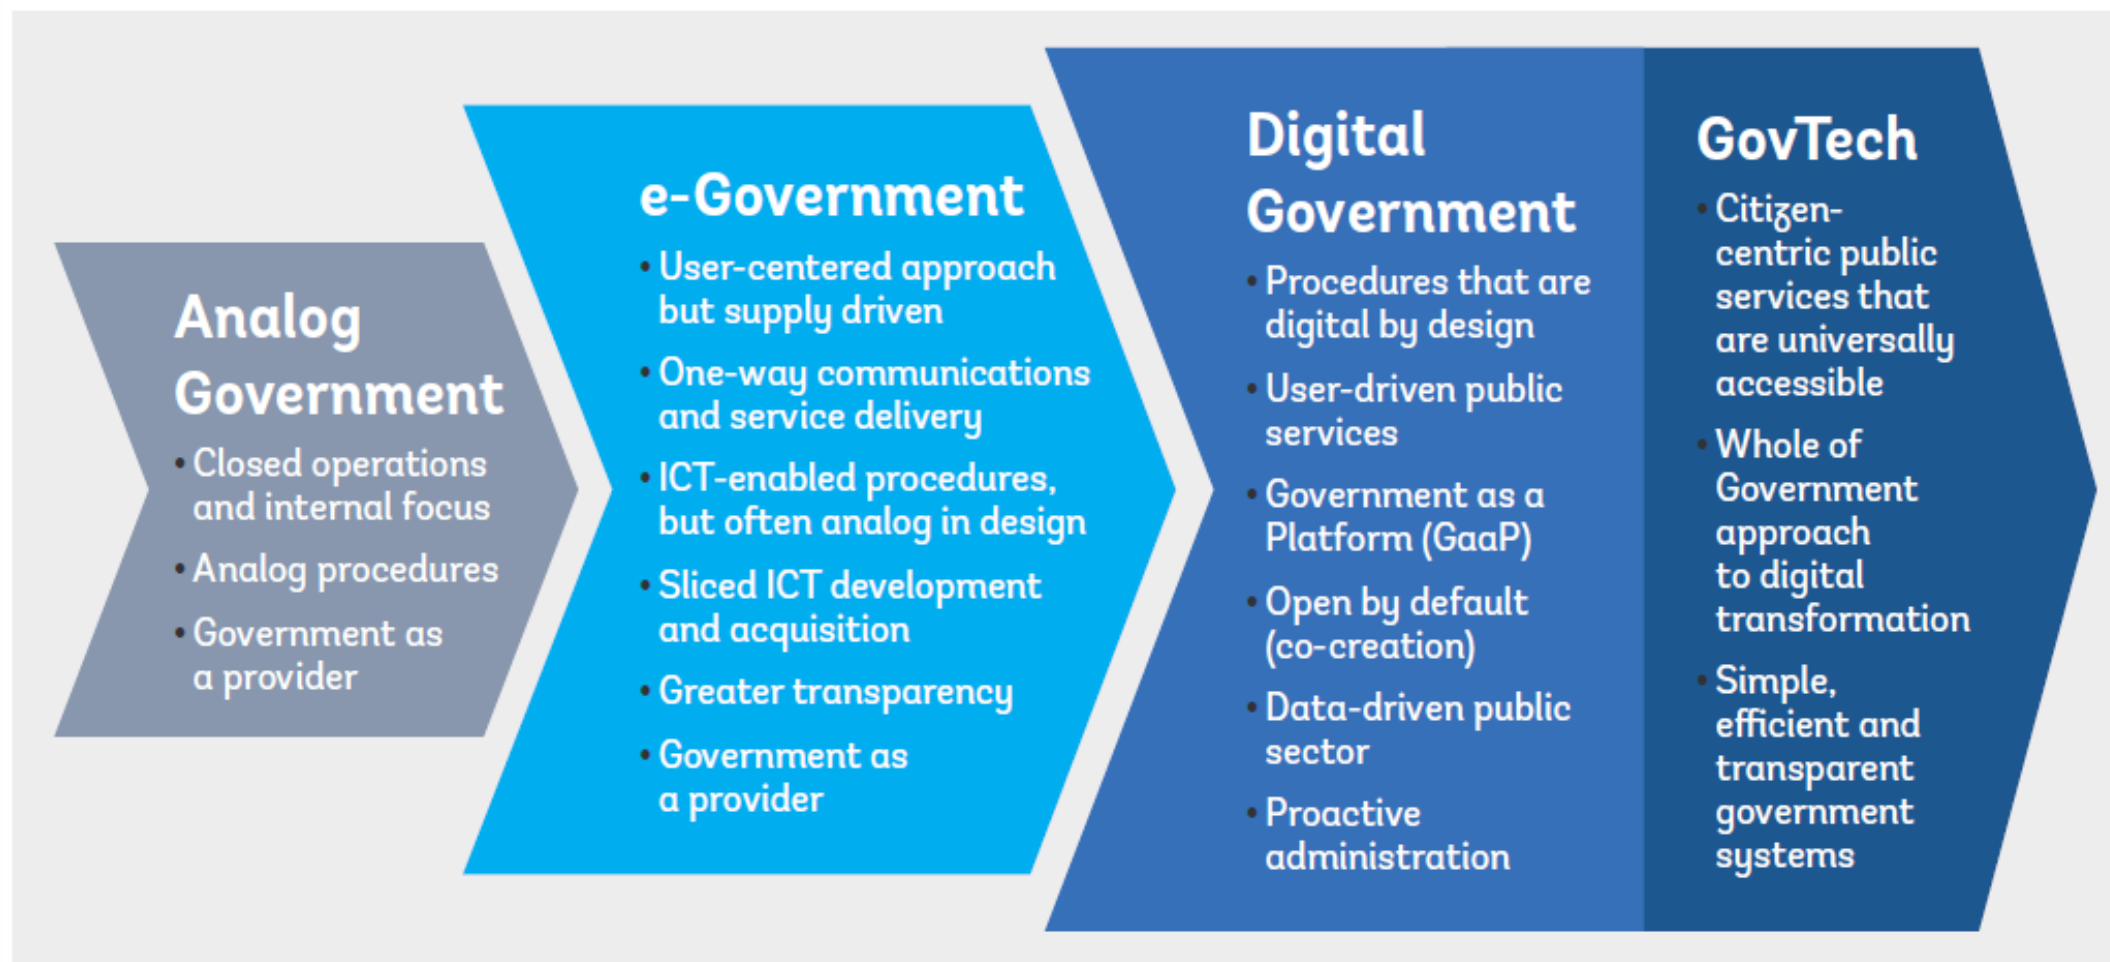 Analog
Government
• Closed operations
and internal focus
• Analog procedures
• Government as
a provider
e-Government
• User-centered approach
but supply driven
• One-way communications
and service delivery
• ICT-enabled procedures,
but often analog in design
• Sliced ICT development
and acquisition
• Greater transparency
• Government as
a provider
Digital
Government
• Procedures that are
digital by design
• User-driven public
services
• Government as a
Platform (GaaP)
• Open by default
(co-creation)
• Data-driven public
sector
• Proactive
administration
GovTech
• Citizen-
centric public
services that
are universally
accessible
• Whole of
Government
approach
to digital
transformation
• Simple,
efficient and
transparent
government
systems